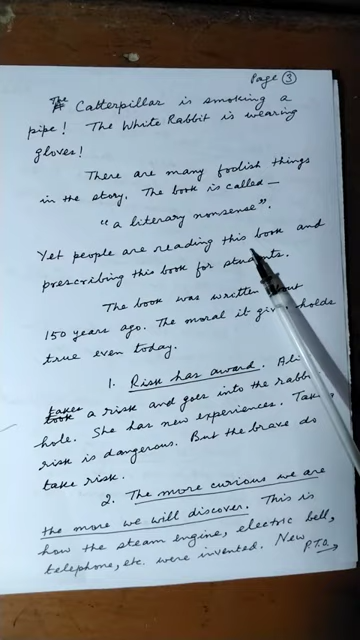 Page 3
The Catterpillar is smoking a
pipe! The White Rabbit is wearing
gloves!
There are many foolish things
in the story. The book is called —
"a literary nonsense".
Yet people are reading this book and
prescribing this book for students.
The book was written about
150 years ago. The moral it gives holds
true even today.
1. Risk has award. Ali
takes a risk and goes into the rabbit
hole. She has new experiences. Taki
risk is dangerous. But the brave do
take risk.
2. The more curious we are
the more we will discover. This is
how the steam engine, electric bell,
telephone, etc. were invented. New
P.T.O.